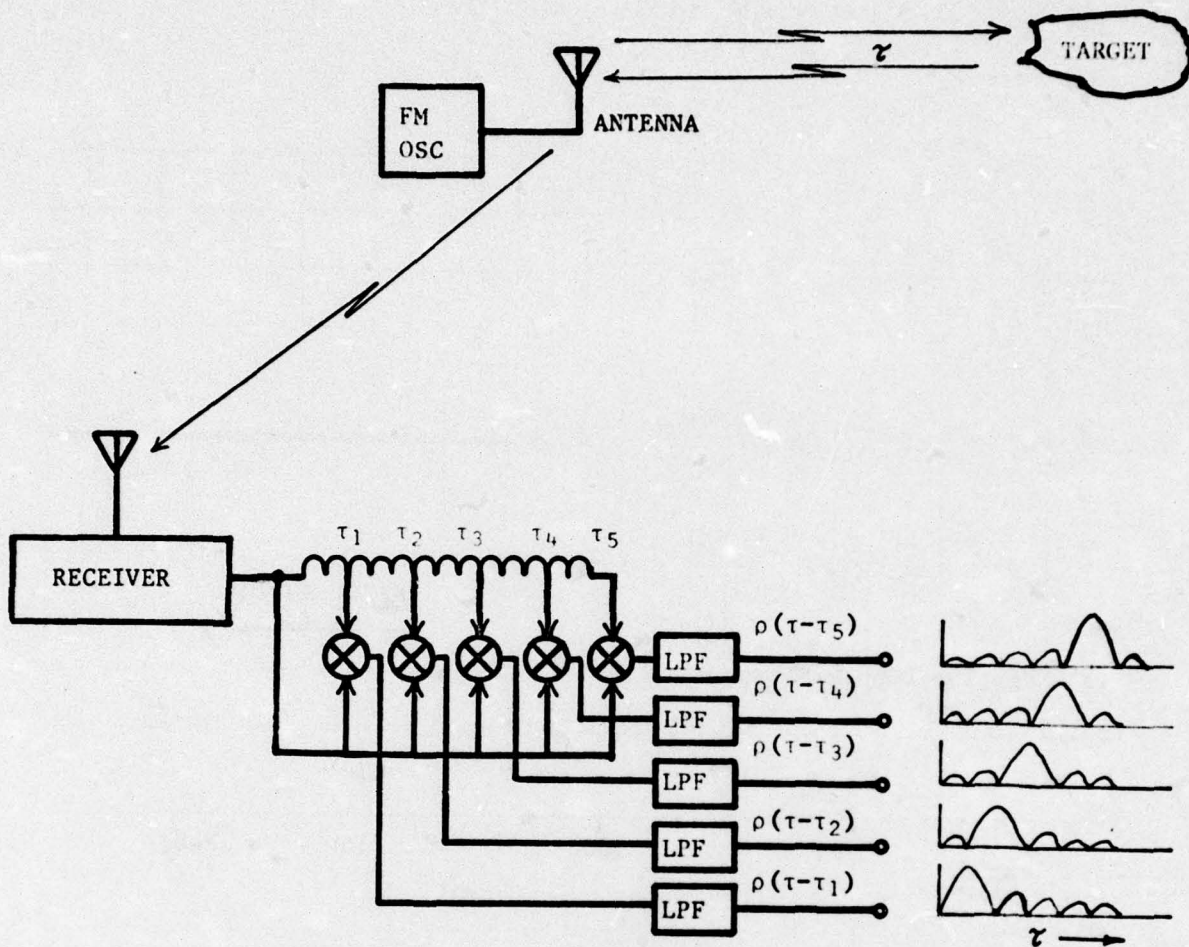 τ
TARGET
FM
OSC
ANTENNA
τ1 τ2 τ3 τ4 τ5
RECEIVER
ρ(τ-τ5)
LPF
ρ(τ-τ4)
LPF
ρ(τ-τ3)
LPF
ρ(τ-τ2)
LPF
ρ(τ-τ1)
LPF
τ